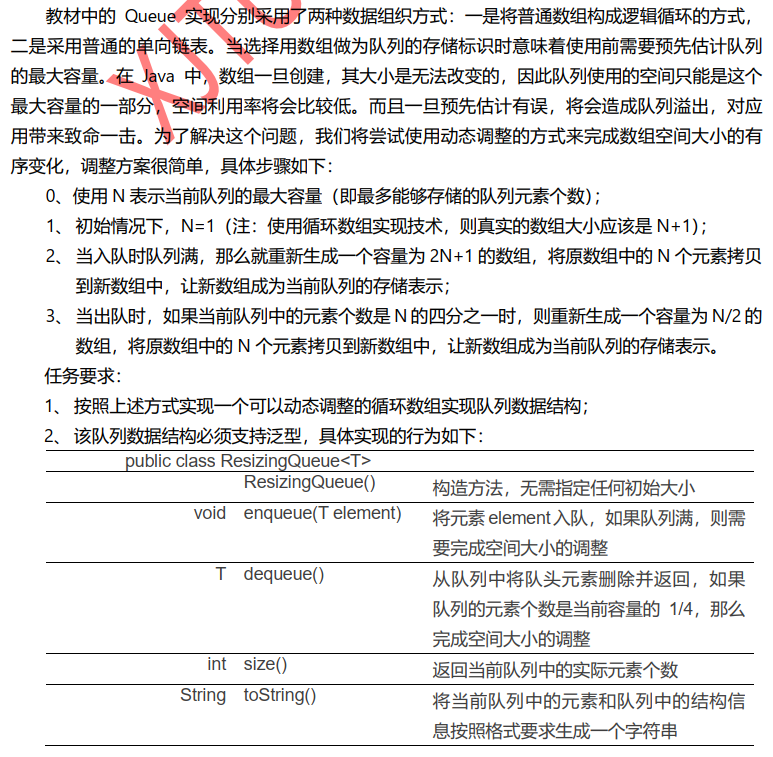 教材中的 Queue 实现分别采用了两种数据组织方式：一是将普通数组构成逻辑循环的方式，
二是采用普通的单向链表。当选择用数组做为队列的存储标识时意味着使用前需要预先估计队列
的最大容量。在 Java 中，数组一旦创建，其大小是无法改变的，因此队列使用的空间只能是这个
最大容量的一部分，空间利用率将会比较低。而且一旦预先估计有误，将会造成队列溢出，对应
用带来致命一击。为了解决这个问题，我们将尝试使用动态调整的方式来完成数组空间大小的有
序变化，调整方案很简单，具体步骤如下：
0、使用 N 表示当前队列的最大容量（即最多能够存储的队列元素个数）；
1、 初始情况下，N=1（注：使用循环数组实现技术，则真实的数组大小应该是 N+1）；
2、 当入队时队列满，那么就重新生成一个容量为 2N+1 的数组，将原数组中的 N 个元素拷贝
到新数组中，让新数组成为当前队列的存储表示；
3、 当出队时，如果当前队列中的元素个数是 N 的四分之一时，则重新生成一个容量为 N/2 的
数组，将原数组中的 N 个元素拷贝到新数组中，让新数组成为当前队列的存储表示。
任务要求：
1、 按照上述方式实现一个可以动态调整的循环数组实现队列数据结构；
2、 该队列数据结构必须支持泛型，具体实现的行为如下：
public class ResizingQueue<T>
ResizingQueue() 构造方法，无需指定任何初始大小
void enqueue(T element) 将元素 element 入队，如果队列满，则需
要完成空间大小的调整
T dequeue() 从队列中将队头元素删除并返回，如果
队列的元素个数是当前容量的 1/4，那么
完成空间大小的调整
int size() 返回当前队列中的实际元素个数
String toString() 将当前队列中的元素和队列中的结构信
息按照格式要求生成一个字符串
XJTU